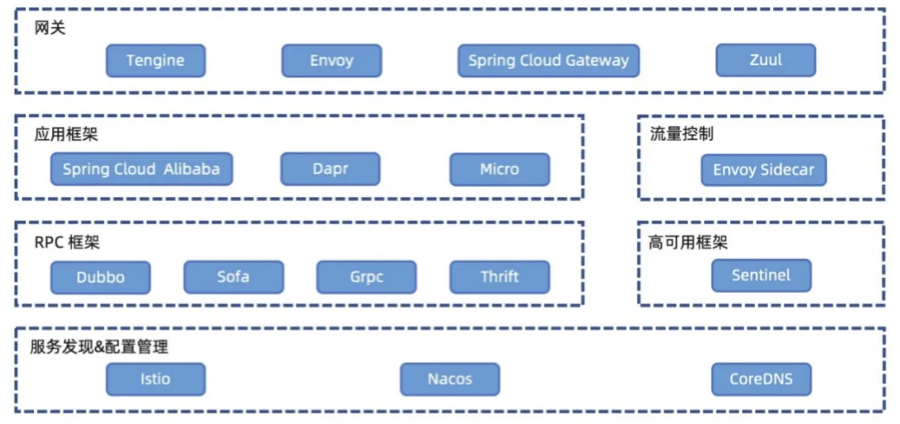 网关
Tengine Envoy Spring Cloud Gateway Zuul
应用框架
Spring Cloud Alibaba Dapr Micro
流量控制
Envoy Sidecar
RPC 框架
Dubbo Sofa Grpc Thrift
高可用框架
Sentinel
服务发现&配置管理
Istio Nacos CoreDNS